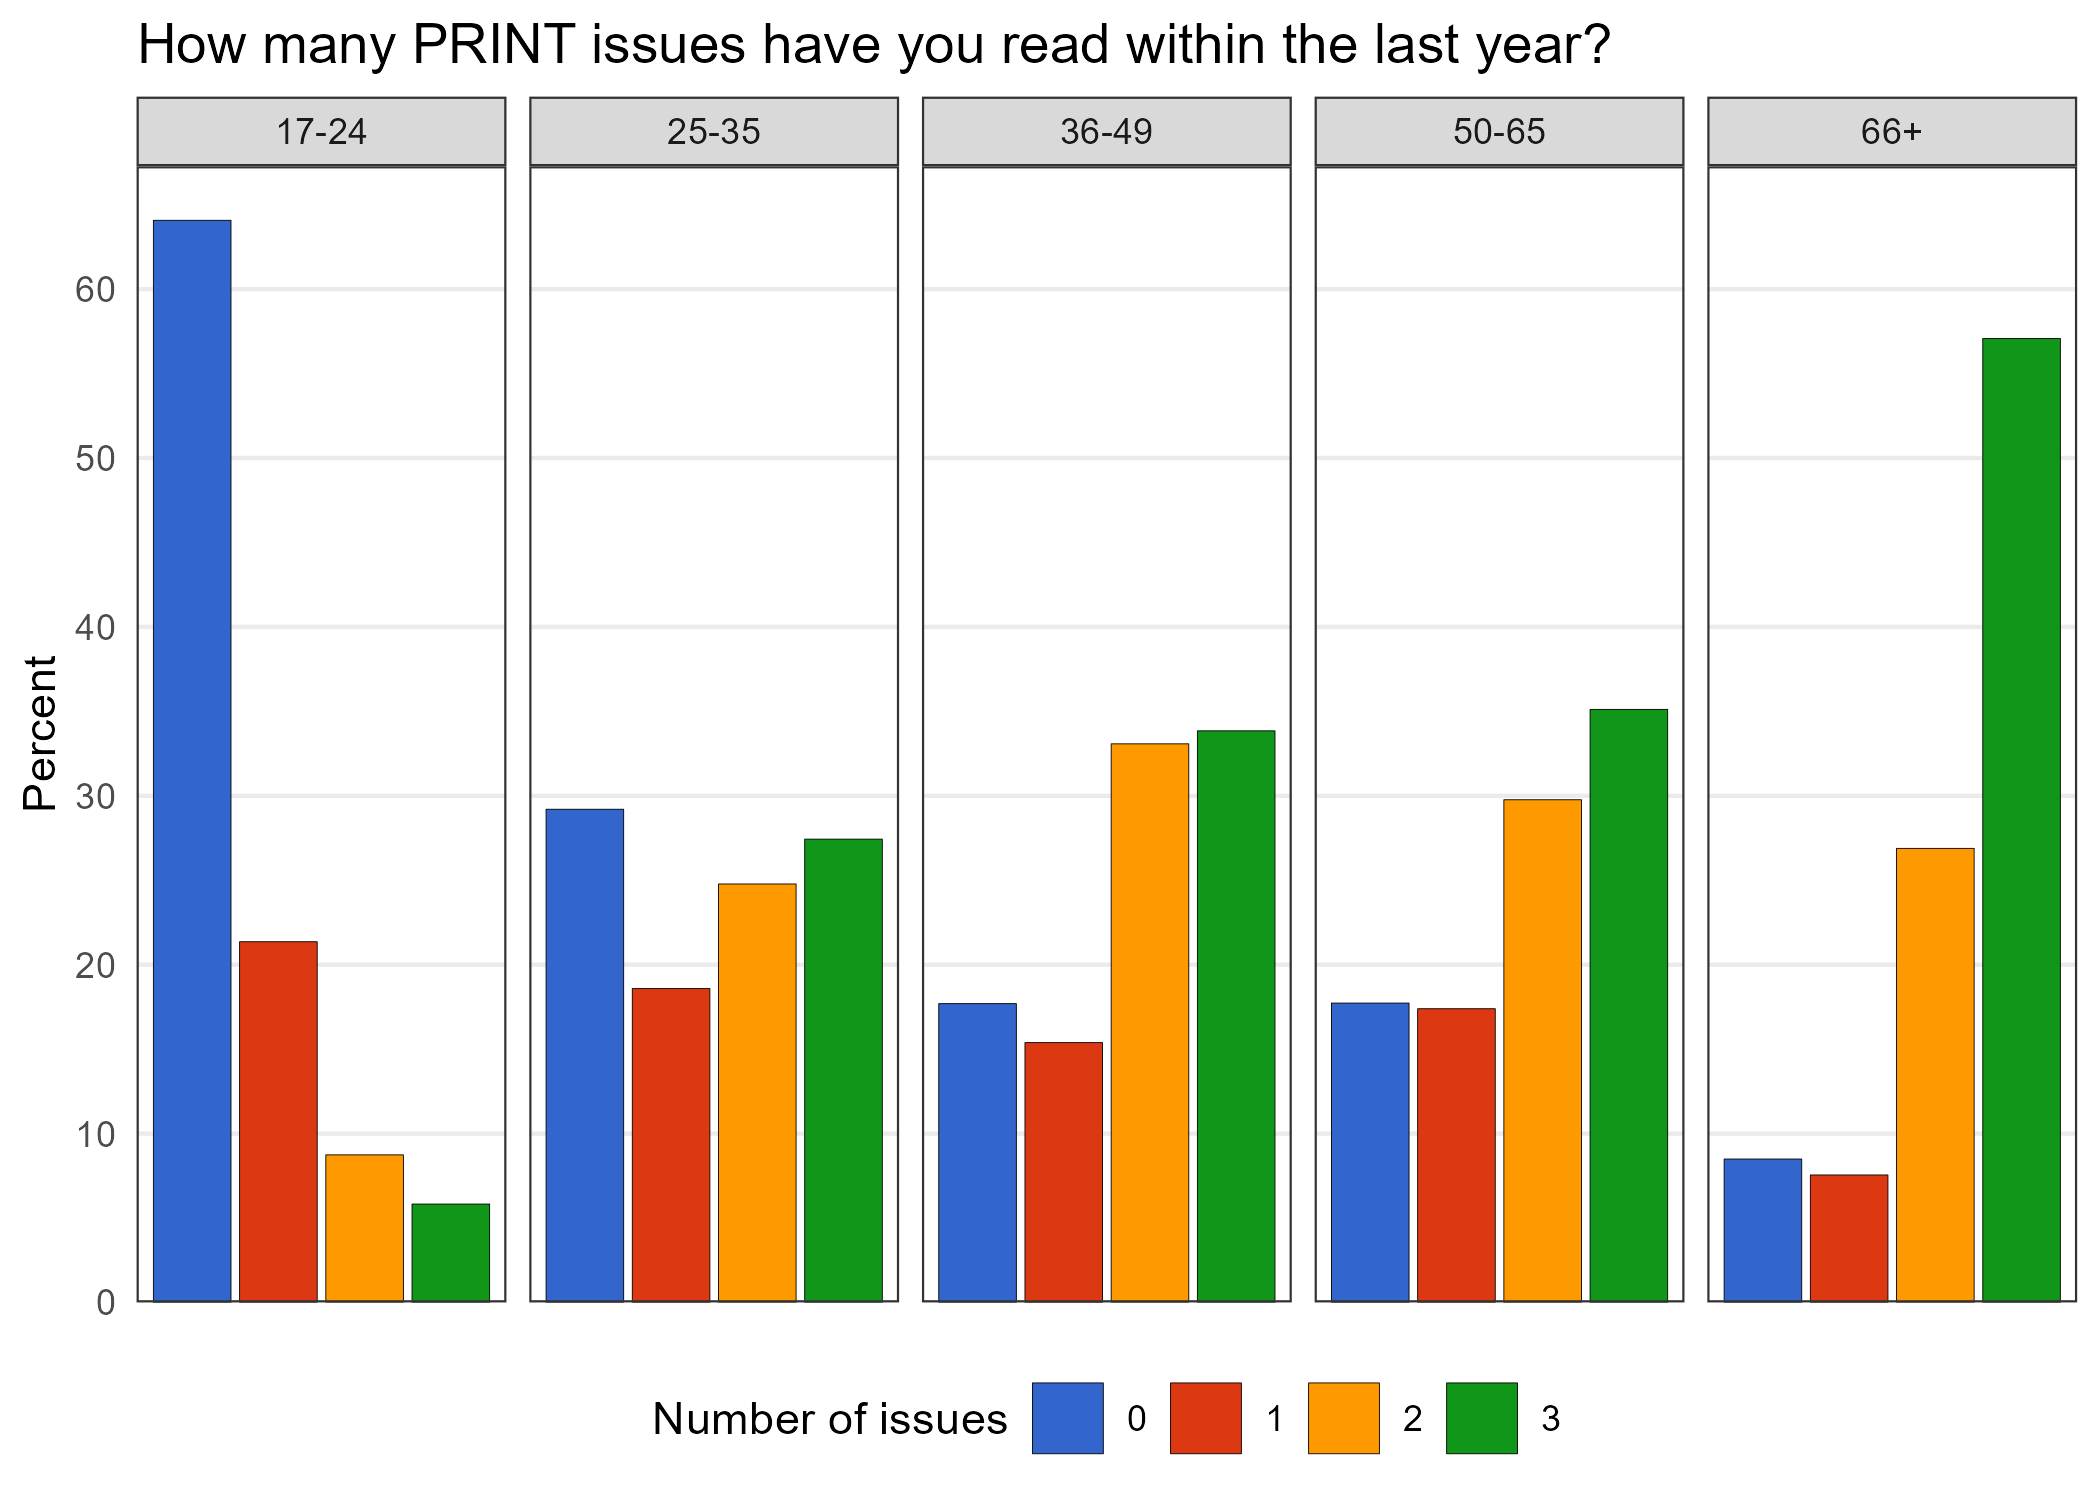 How many PRINT issues have you read within the last year?
17-24 25-35 36-49 50-65 66+
60
50
40
30
20
10
0
Percent
Number of issues 0 1 2 3